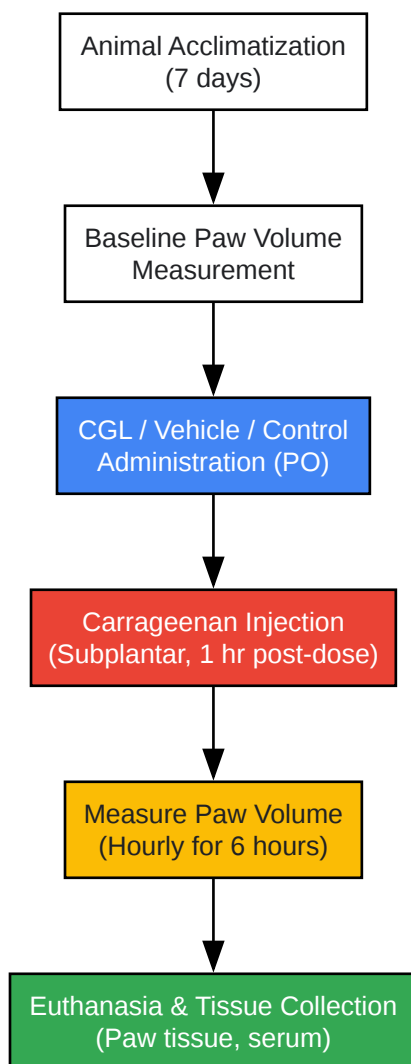 Animal Acclimatization
(7 days)
Baseline Paw Volume
Measurement
CGL / Vehicle / Control
Administration (PO)
Carrageenan Injection
(Subplantar, 1 hr post-dose)
Measure Paw Volume
(Hourly for 6 hours)
Euthanasia & Tissue Collection
(Paw tissue, serum)